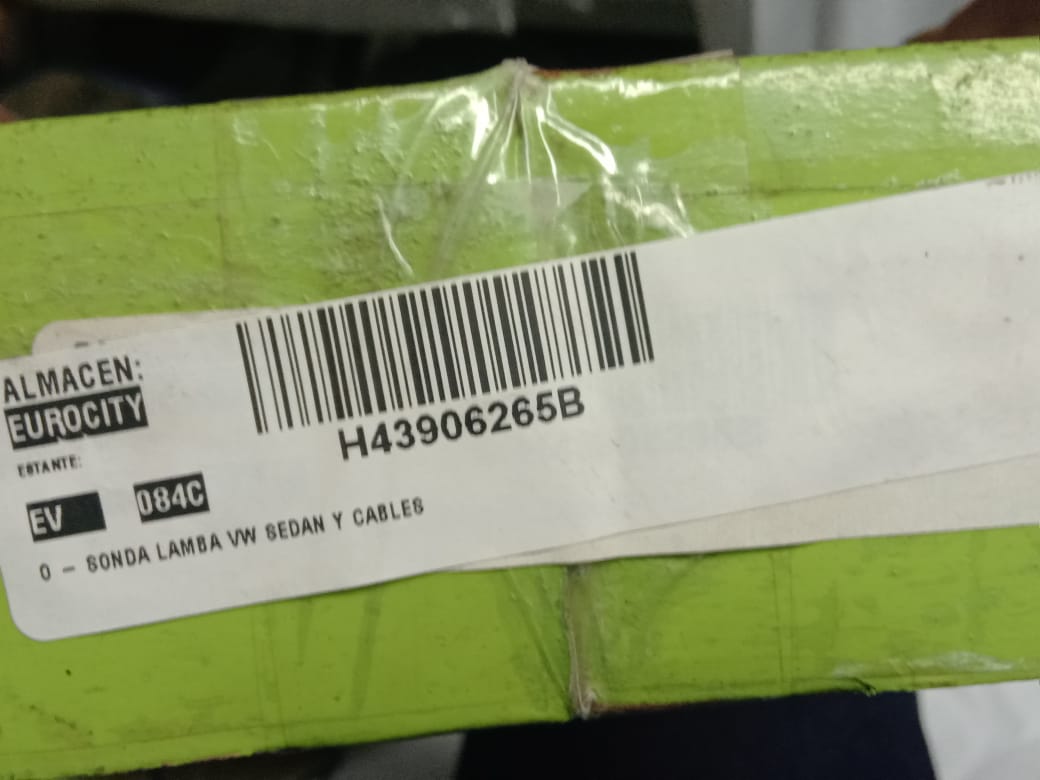 ALMACEN:
EUROCITY
H43906265B
ESTANTE:
EV 084C
0 - SONDA LAMBA VW SEDAN Y CABLES